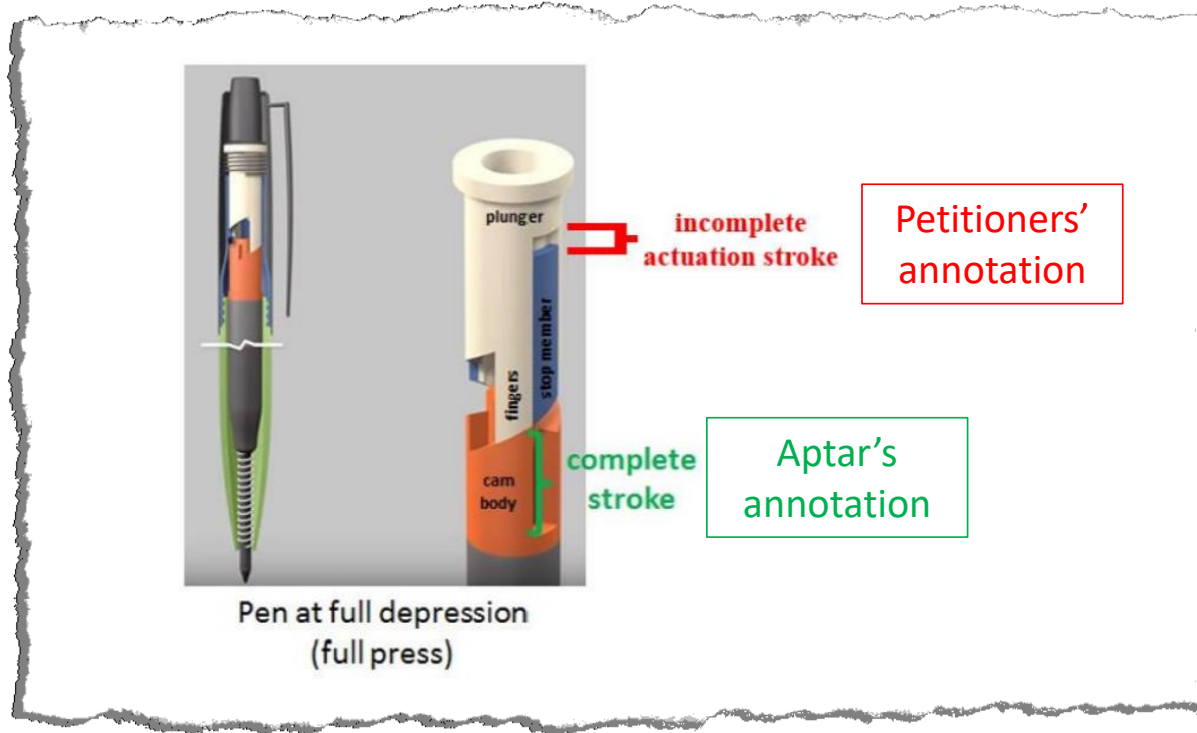 plunger
incomplete
actuation stroke
Petitioners’
annotation
stop member
fingers
complete
stroke
cam
body
Aptar’s
annotation
Pen at full depression
(full press)